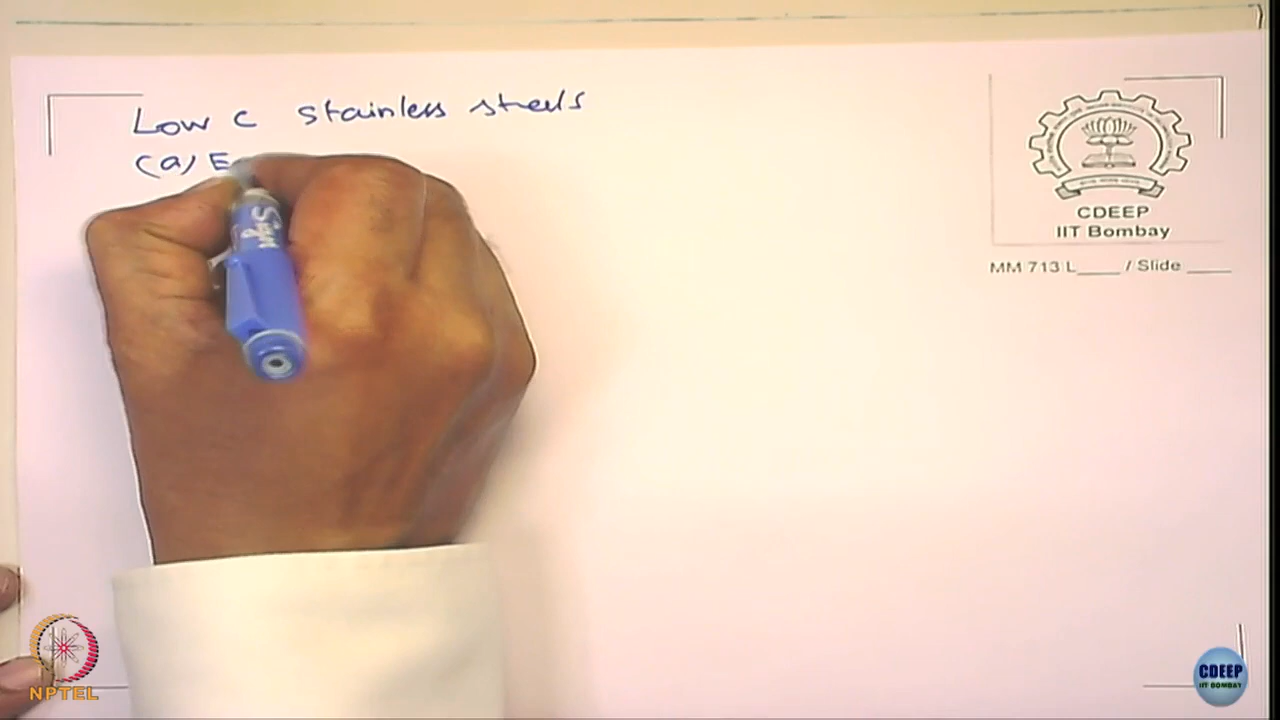 Low C stainless steels
(a) E
CDEEP
IIT Bombay
MM 713 L____ / Slide ____
NPTEL
CDEEP
IIT BOMBAY